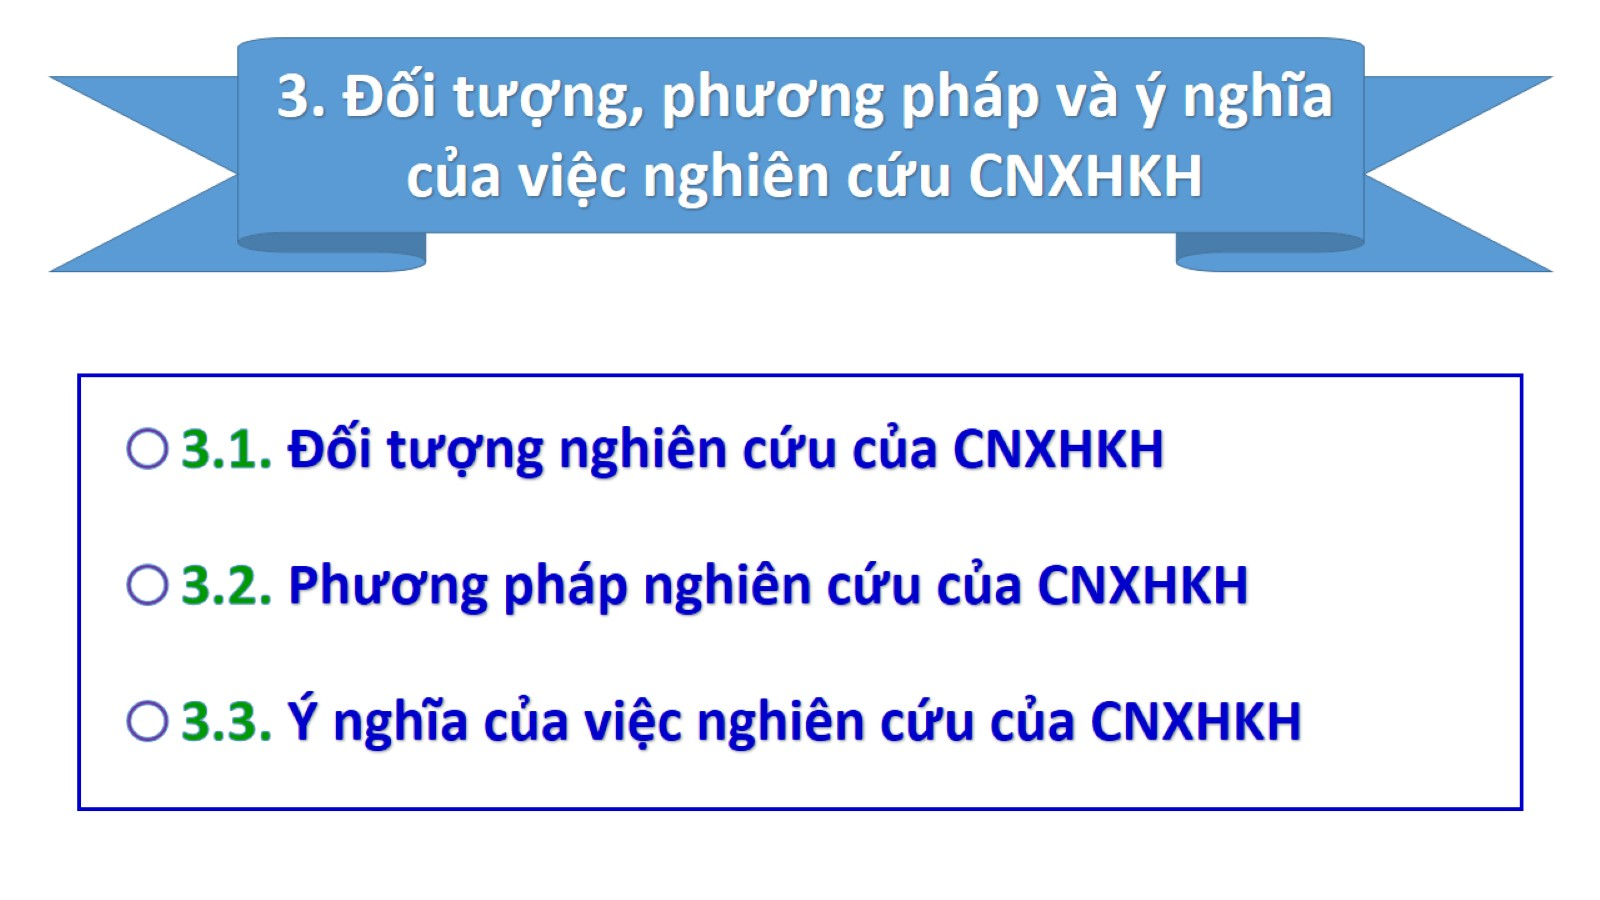 3. Đối tượng, phương pháp và ý nghĩa
của việc nghiên cứu CNXHKH
3.1. Đối tượng nghiên cứu của CNXHKH
3.2. Phương pháp nghiên cứu của CNXHKH
3.3. Ý nghĩa của việc nghiên cứu của CNXHKH